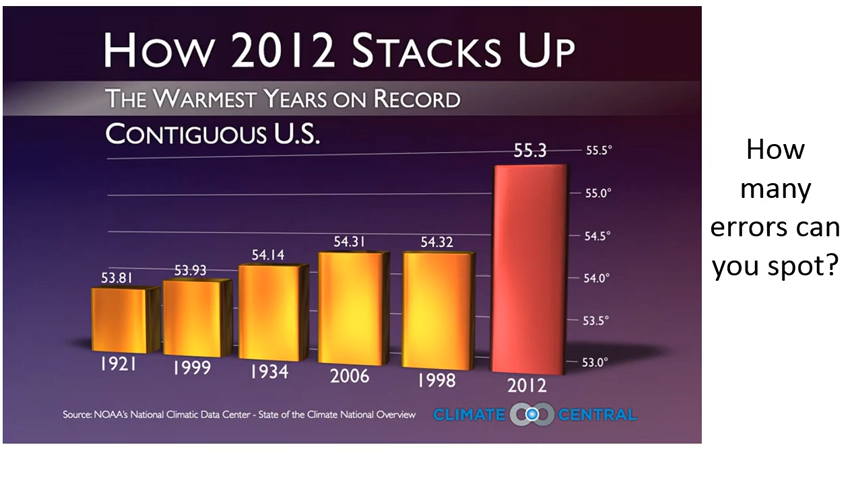 HOW 2012 STACKS UP
THE WARMEST YEARS ON RECORD
CONTIGUOUS U.S.
55.3
55.5°
55.0°
54.5°
54.0°
53.5°
53.0°
53.81
53.93
54.14
54.31
54.32
1921
1999
1934
2006
1998
2012
Source: NOAA's National Climatic Data Center - State of the Climate National Overview
CLIMATE CENTRAL
How
many
errors can
you spot?